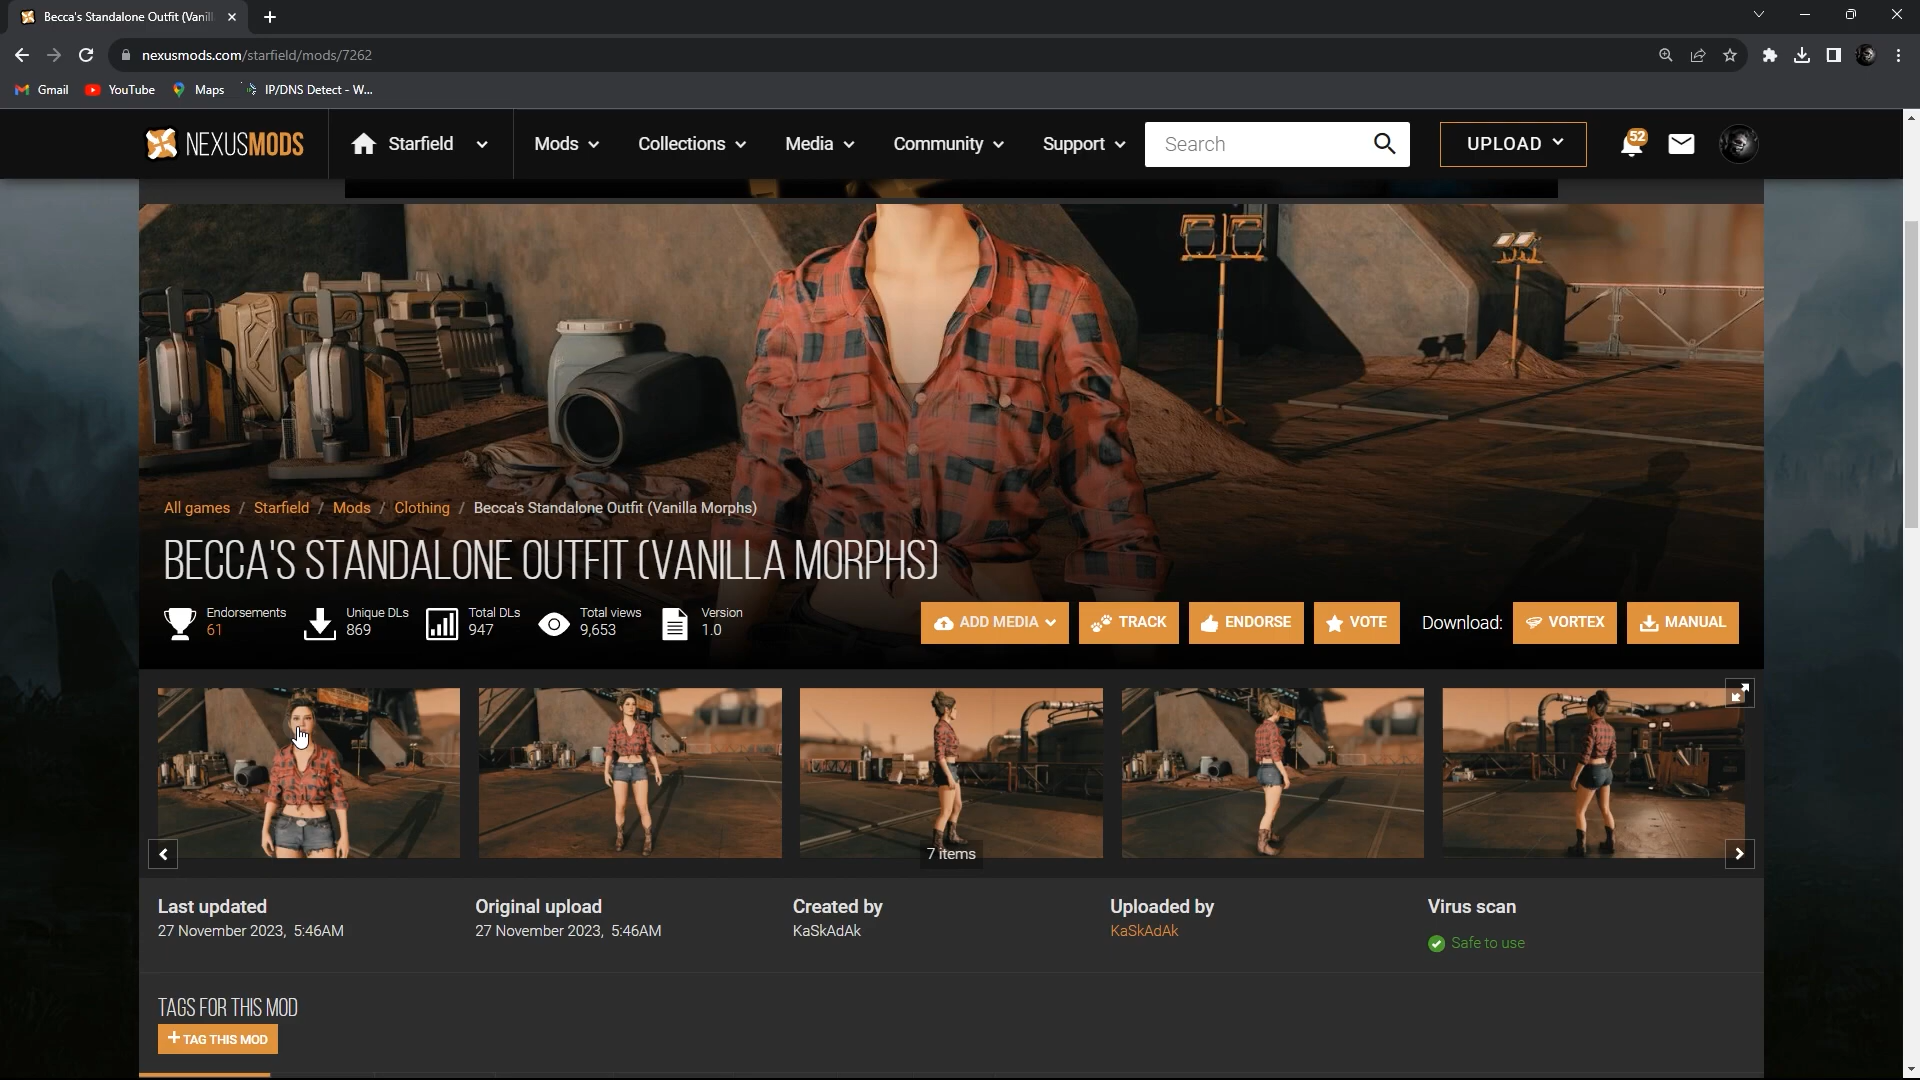 Becca's Standalone Outfit (Vanill
nexusmods.com/starfield/mods/7262
Gmail
YouTube
Maps
IP/DNS Detect - W...
NEXUSMODS
Starfield
Mods
Collections
Media
Community
Support
Search
UPLOAD
52
All games / Starfield / Mods / Clothing / Becca's Standalone Outfit (Vanilla Morphs)
BECCA'S STANDALONE OUTFIT (VANILLA MORPHS)
Endorsements
61
Unique DLs
869
Total DLs
947
Total views
9,653
Version
1.0
ADD MEDIA
TRACK
ENDORSE
VOTE
Download:
VORTEX
MANUAL
7 items
Last updated
27 November 2023, 5:46AM
Original upload
27 November 2023, 5:46AM
Created by
KaSkAdAk
Uploaded by
KaSkAdAk
Virus scan
Safe to use
TAGS FOR THIS MOD
+ TAG THIS MOD